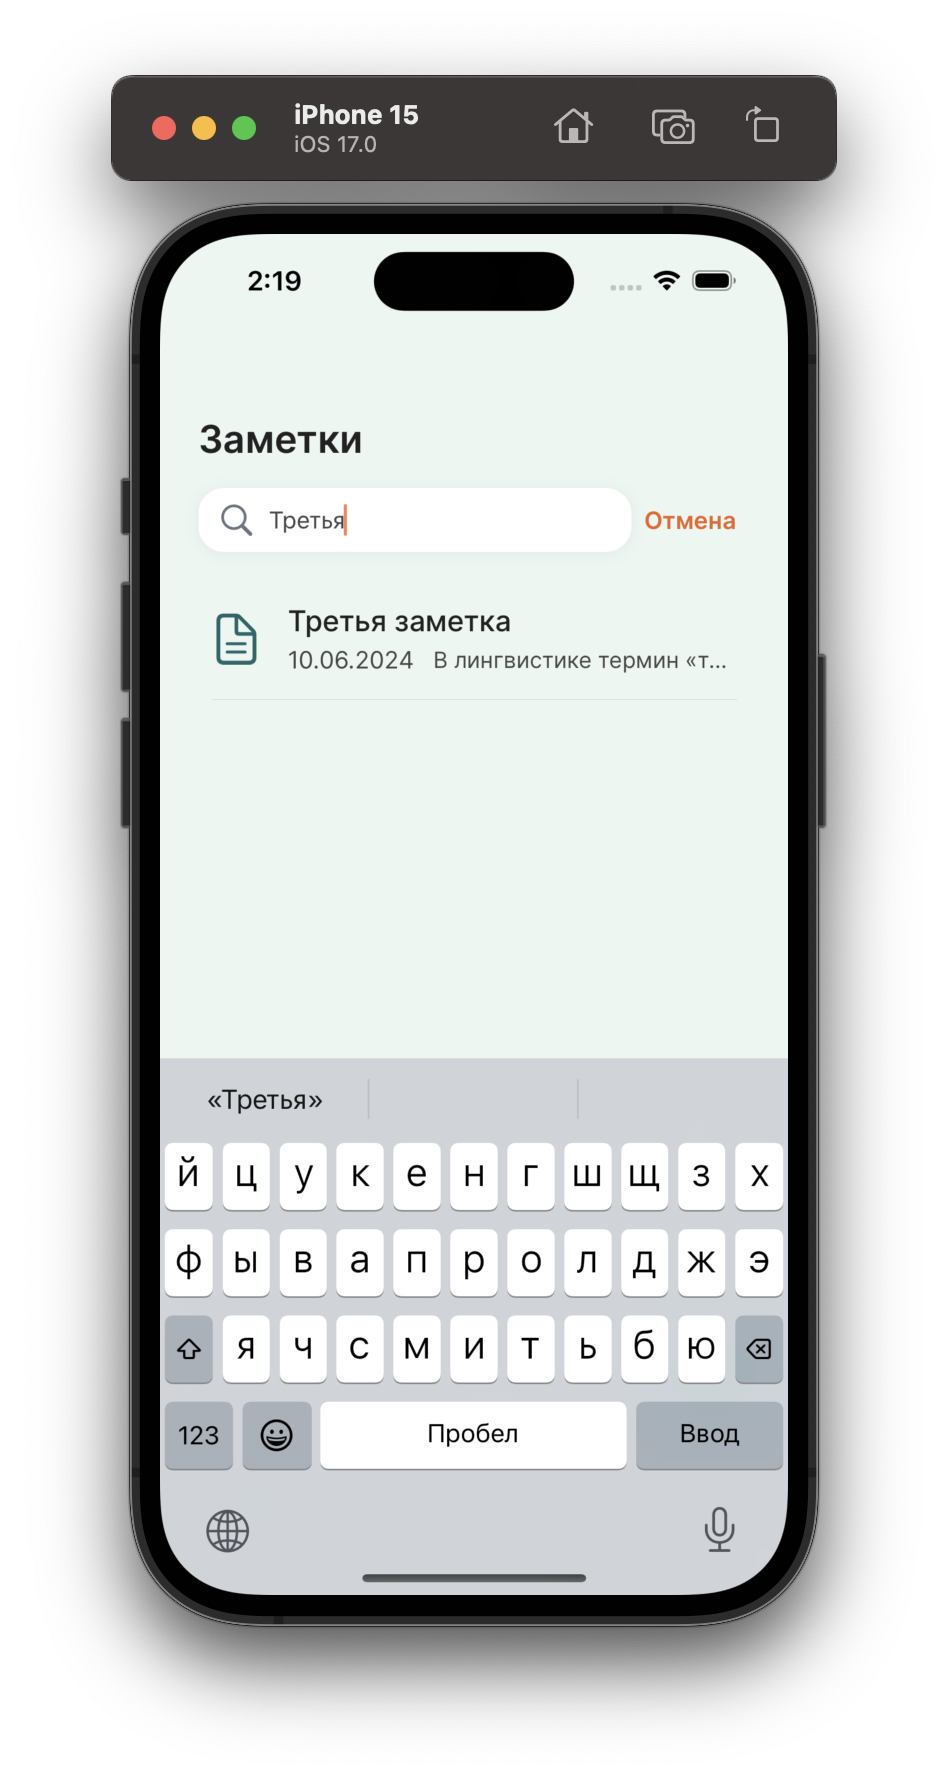 iPhone 15
iOS 17.0
2:19
Заметки
Третья
Отмена
Третья заметка
10.06.2024 В лингвистике термин «т...
«Третья»
й ц у к е н г ш щ з х
ф ы в а п р о л д ж э
я ч с м и т ь б ю
123 Пробел Ввод